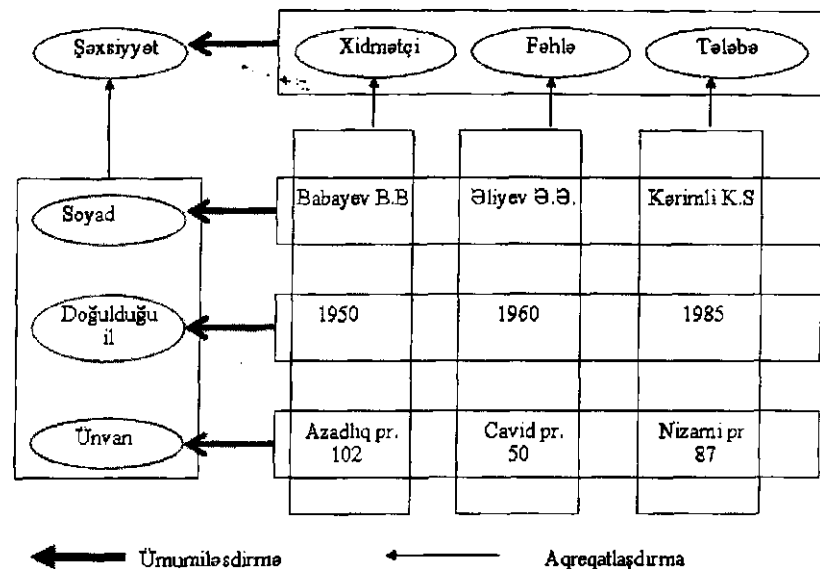 Şəxsiyyət
Xidmətçi
Fəhlə
Tələbə
Soyad
Babayev B.B
Əliyev Ə.Ə.
Kərimli K.S
Doğulduğu
il
1950
1960
1985
Ünvan
Azadlıq pr.
102
Cavid pr.
50
Nizami pr
87
Ümumiləsdirmə
Aqreqatlaşdırma